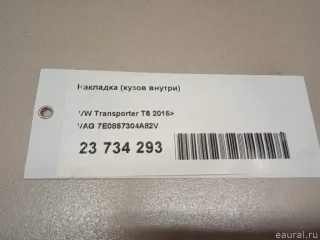 Накладка (кузов внутри)
VW Transporter T6 2015>
VAG 7E0867304A82V
23 734 293
eaural.ru